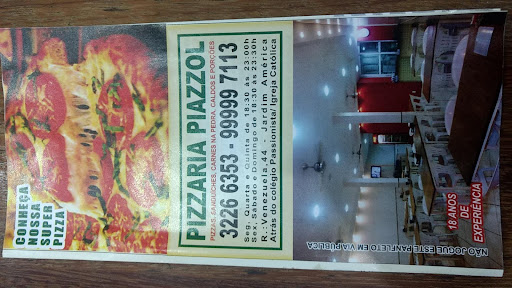 CONHEÇA
NOSSA
SUPER
PIZZA
PIZZARIA PIAZZOL
PIZZAS, SANDUÍCHES, CARNES NA PEDRA, CALDOS E PORÇÕES
3226 6353 - 99999 7113
Seg. Quarta e Quinta de 18:30 às 23:00h
Sex. Sábado e Domingo de 18:30 às 23:30h
R.: Venezuela 44 - Jardim América
Atrás do colégio Passionista/ Igreja Católica
18 ANOS
DE
EXPERIÊNCIA
NÃO JOGUE ESTE PANFLETO EM VIA PÚBLICA